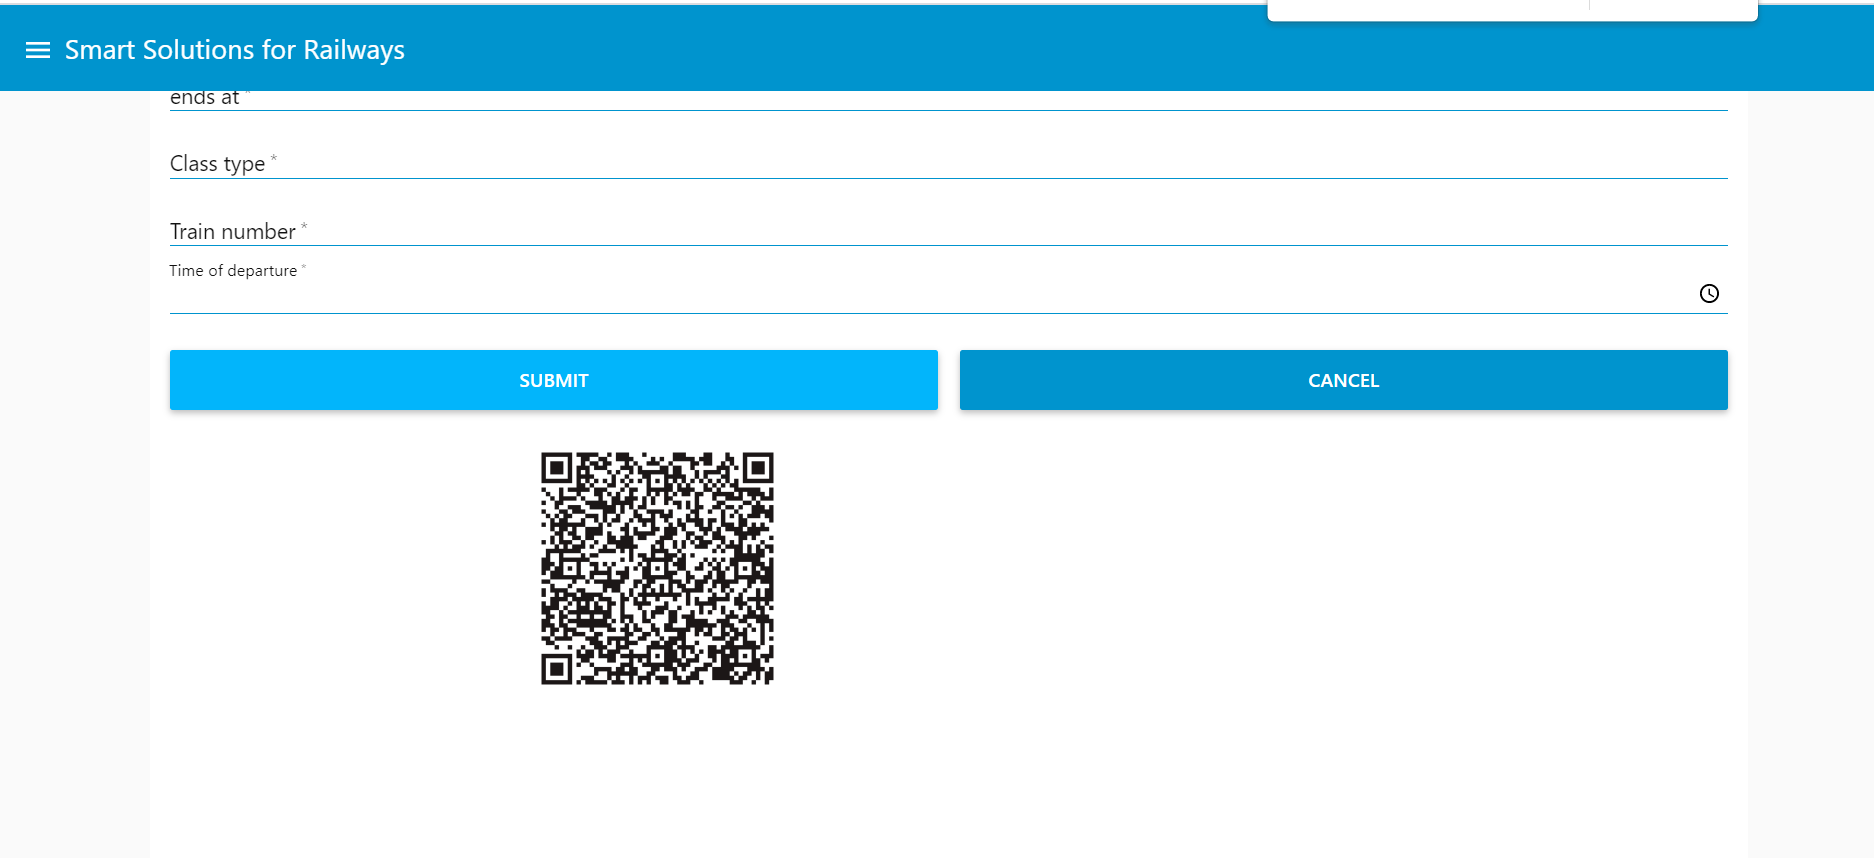 Smart Solutions for Railways
ends at *
Class type *
Train number *
Time of departure *
SUBMIT
CANCEL